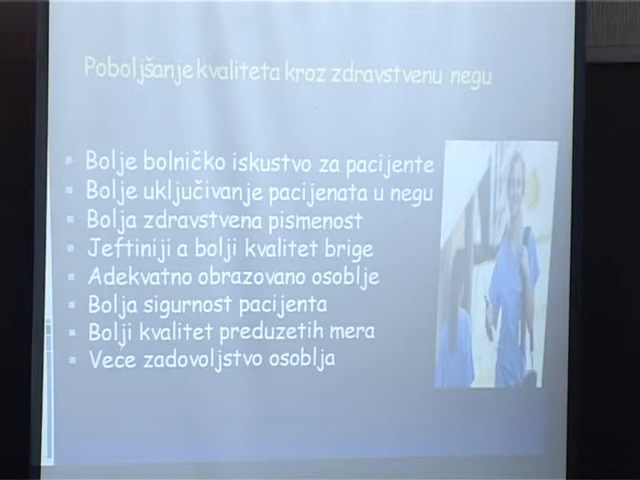 Poboljšanje kvaliteta kroz zdravstvenu negu
Bolje bolničko iskustvo za pacijente
Bolje uključivanje pacijenata u negu
Bolja zdravstvena pismenost
Jeftiniji a bolji kvalitet brige
Adekvatno obrazovano osoblje
Bolja sigurnost pacijenta
Bolji kvalitet preduzetih mera
Veće zadovoljstvo osoblja